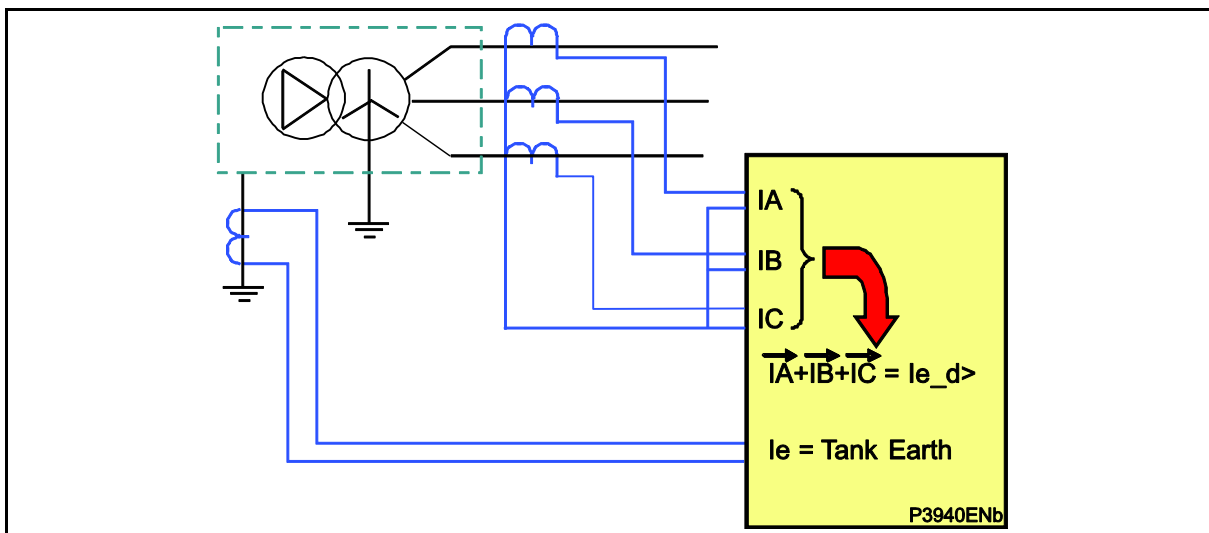 IA
IB
IC
IA+IB+IC = Ie_d>
Ie = Tank Earth
P3940ENb